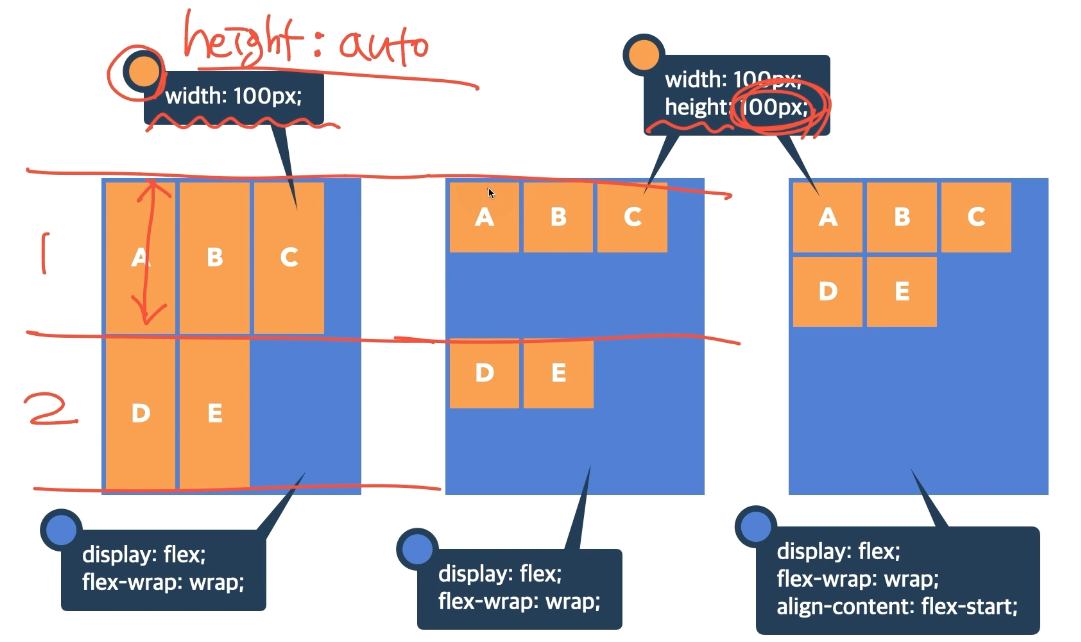 height: auto
width: 100px;
width: 100px;
height: 100px;
1
A B C
D E
2
A B C
D E
A B C
D E
display: flex;
flex-wrap: wrap;
display: flex;
flex-wrap: wrap;
display: flex;
flex-wrap: wrap;
align-content: flex-start;